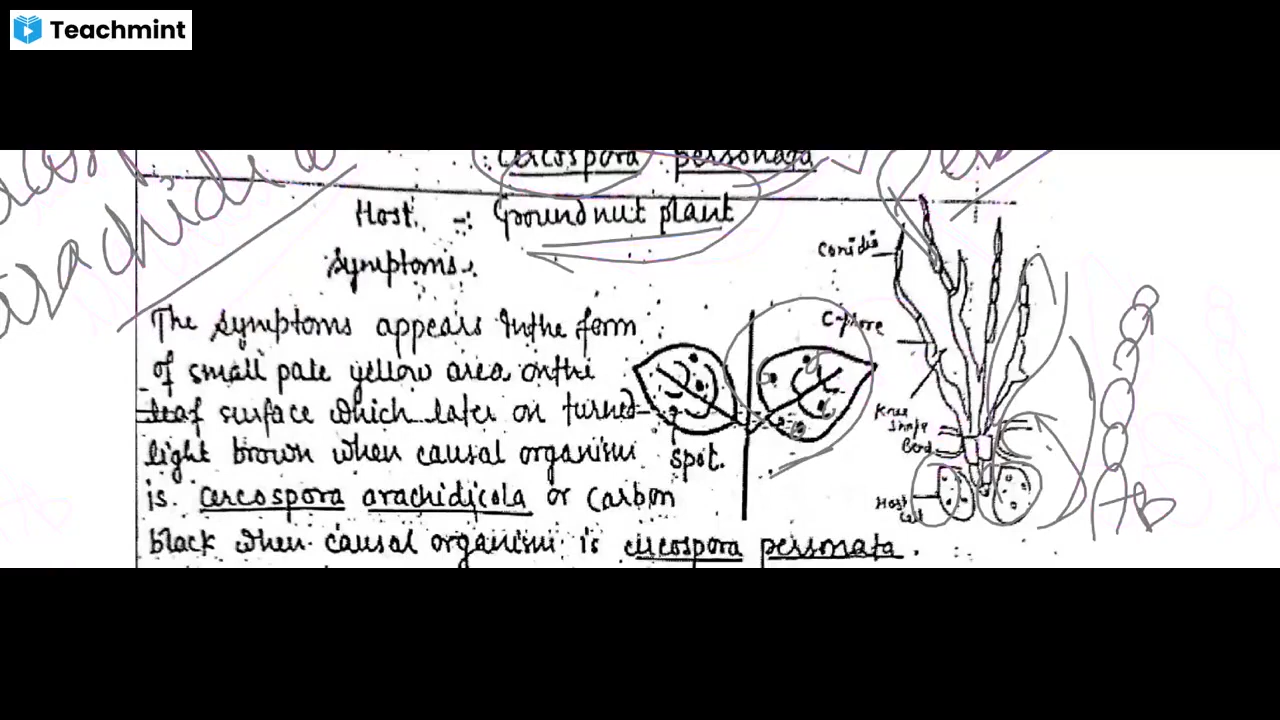 Teachmint
Cercospora personata
arachidi
Host. -: Groundnut plant
Symptoms.
The symptoms appears in the form
of small pale yellow area on the
leaf surface which later on turned
light brown when causal organism
is cercospora arachidicola or carbon
black when causal organism is circospora personata.
spot.
Conidia
C-phore
Knee
shape
Host
cell